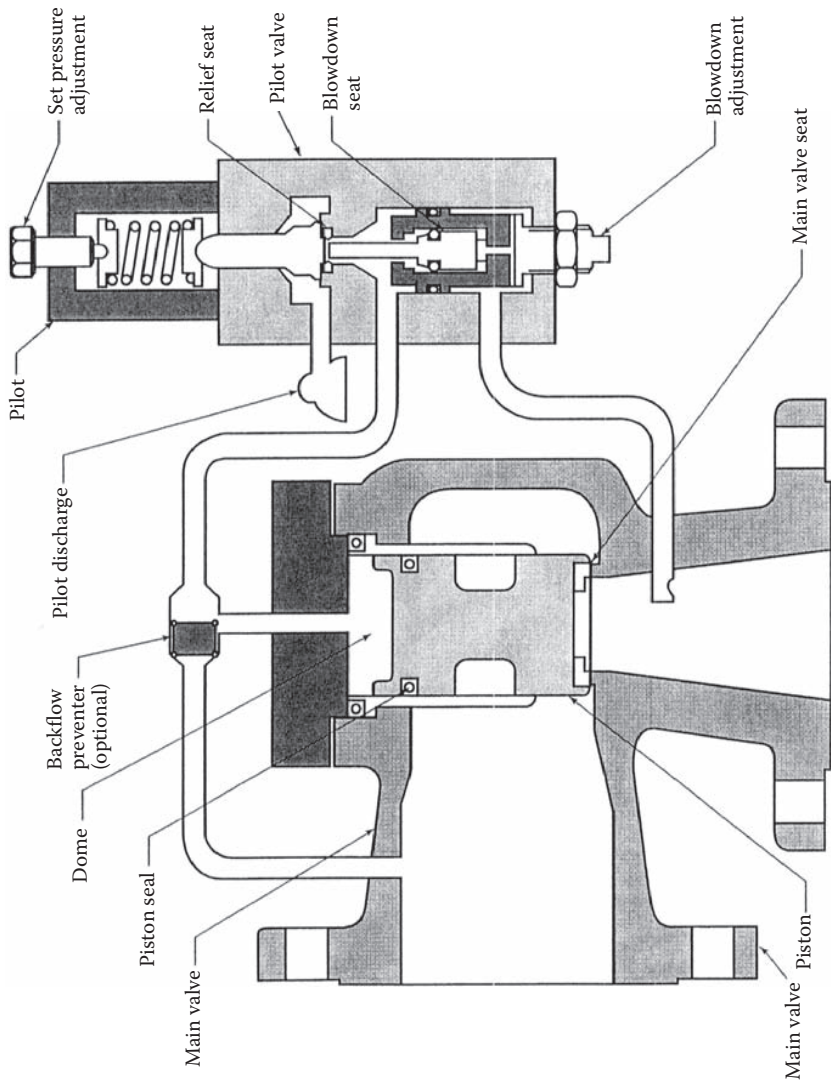 Set pressure
adjustment
Relief seat
Pilot valve
Blowdown
seat
Blowdown
adjustment
Main valve seat
Pilot
Pilot discharge
Backflow
preventer
(optional)
Dome
Piston seal
Main valve
Piston
Main valve